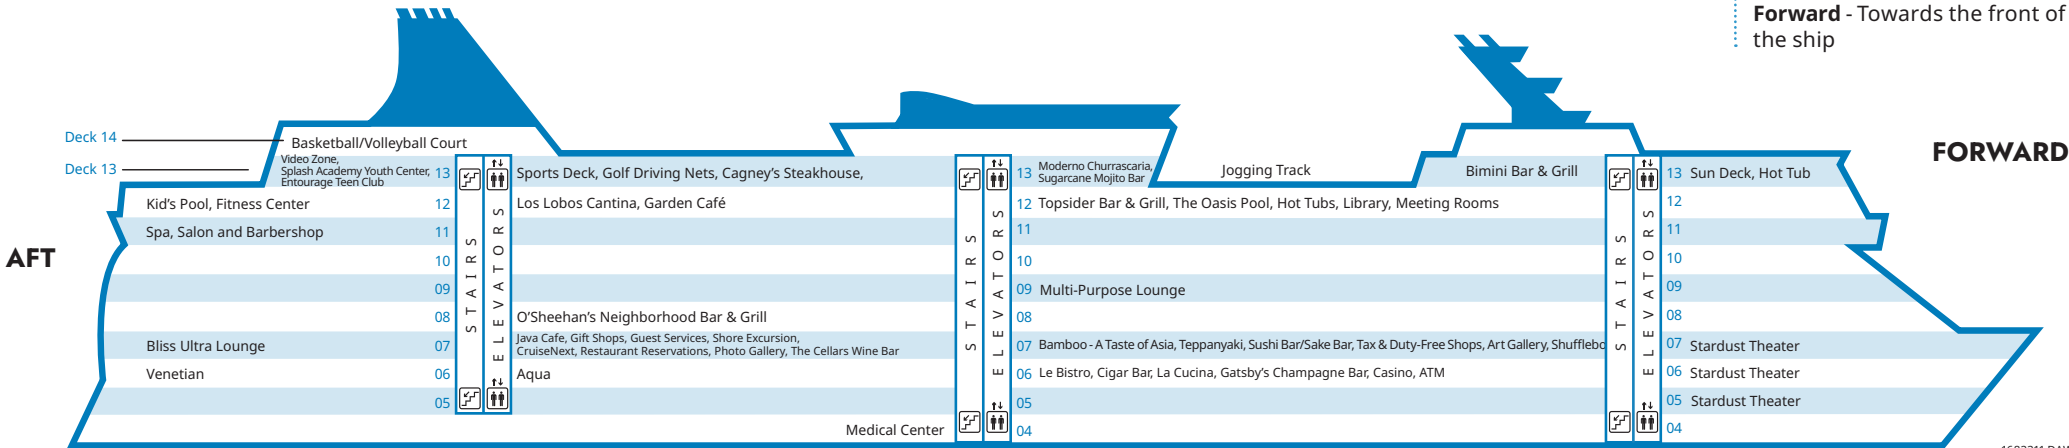 Forward - Towards the front of
the ship
FORWARD
AFT
Deck 14
Deck 13
Basketball/Volleyball Court
Video Zone,
Splash Academy Youth Center,
Entourage Teen Club
13
Kid's Pool, Fitness Center 12
Spa, Salon and Barbershop 11
10
09
08
Bliss Ultra Lounge 07
Venetian 06
05
STAIRS
ELEVATORS
Sports Deck, Golf Driving Nets, Cagney's Steakhouse,
Los Lobos Cantina, Garden Café
O'Sheehan's Neighborhood Bar & Grill
Java Cafe, Gift Shops, Guest Services, Shore Excursion,
CruiseNext, Restaurant Reservations, Photo Gallery, The Cellars Wine Bar
Aqua
Medical Center
STAIRS
ELEVATORS
13 Moderno Churrascaria,
Sugarcane Mojito Bar
Jogging Track
Bimini Bar & Grill
12 Topsider Bar & Grill, The Oasis Pool, Hot Tubs, Library, Meeting Rooms
11
10
09 Multi-Purpose Lounge
08
07 Bamboo - A Taste of Asia, Teppanyaki, Sushi Bar/Sake Bar, Tax & Duty-Free Shops, Art Gallery,
06 Le Bistro, Cigar Bar, La Cucina, Gatsby's Champagne Bar, Casino, ATM
05
04
STAIRS
ELEVATORS
13 Sun Deck, Hot Tub
12
11
10
09
08
07 Stardust Theater
06 Stardust Theater
05 Stardust Theater
04